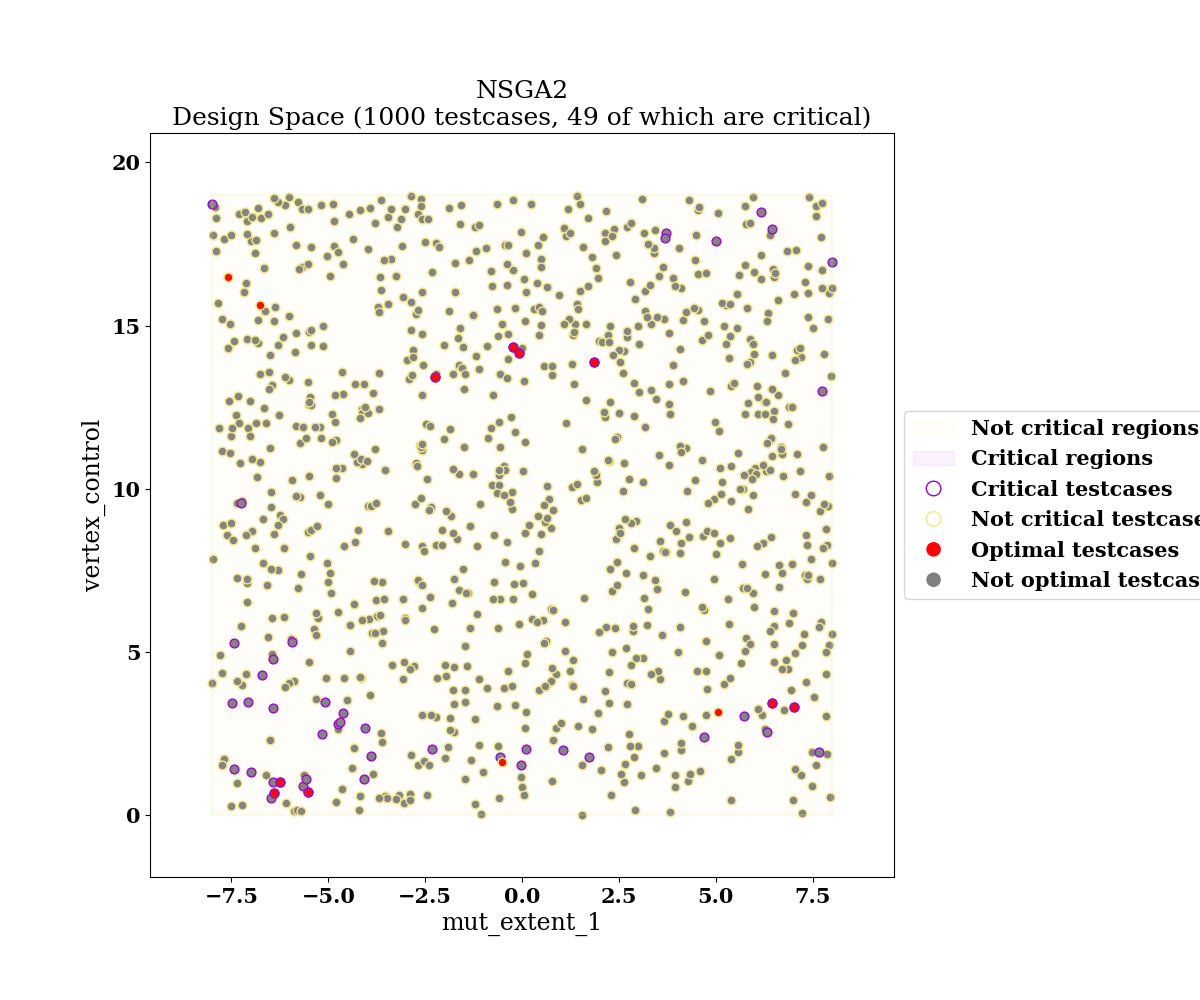 NSGA2
Design Space (1000 testcases, 49 of which are critical)
20
15
10
5
0
vertex_control
−7.5 −5.0 −2.5 0.0 2.5 5.0 7.5
mut_extent_1
Not critical regions
Critical regions
Critical testcases
Not critical testcase
Optimal testcases
Not optimal testcas